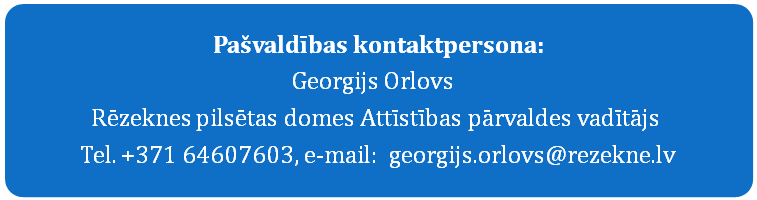 Pašvaldības kontaktpersona:
Georgijs Orlovs
Rēzeknes pilsētas domes Attīstības pārvaldes vadītājs
Tel. +371 64607603, e-mail:  georgijs.orlovs@rezekne.lv